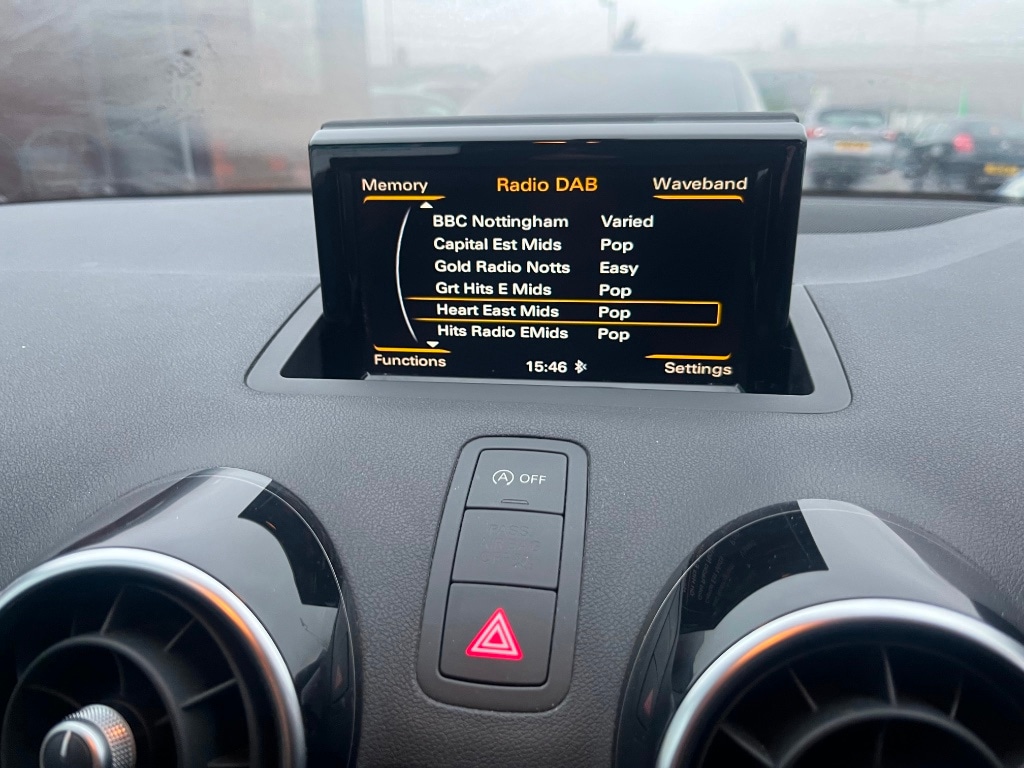 Memory Radio DAB Waveband
BBC Nottingham Varied
Capital Est Mids Pop
Gold Radio Notts Easy
Grt Hits E Mids Pop
Heart East Mids Pop
Hits Radio EMids Pop
Functions 15:46 Settings
A OFF